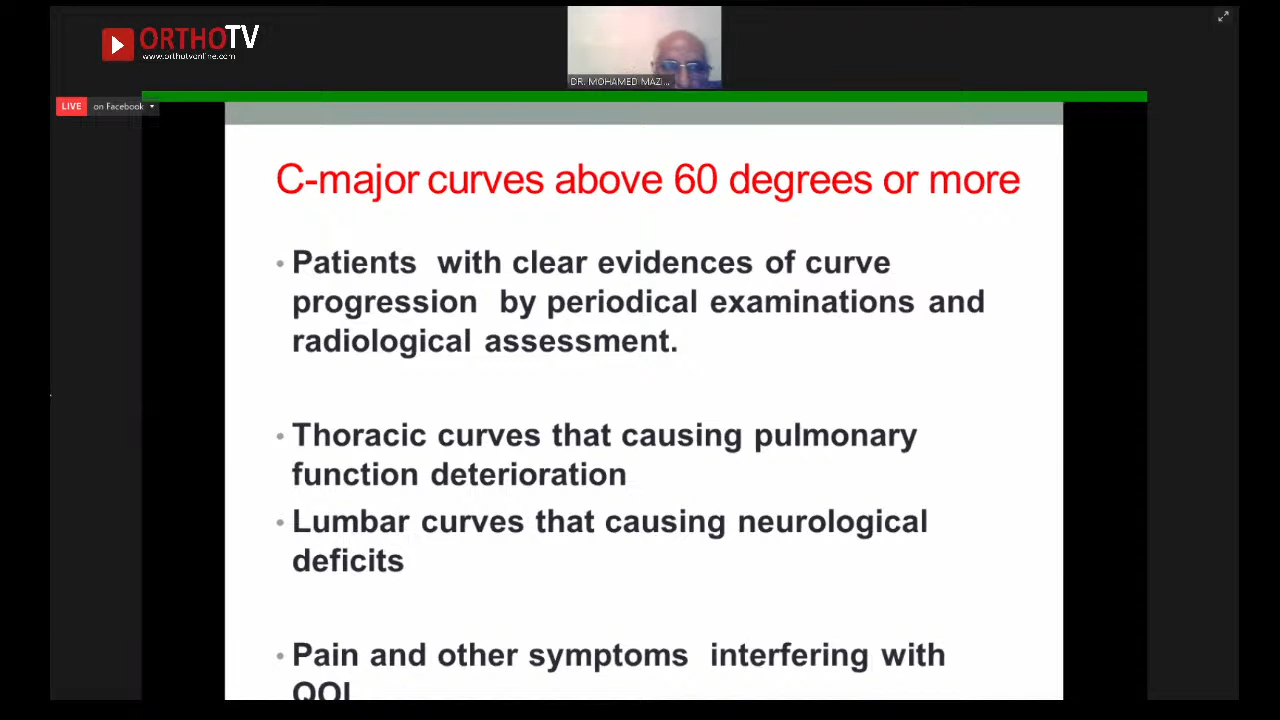 ORTHOTV
www.orthotvonline.com
DR. MOHAMED MAZI...
LIVE on Facebook
C-major curves above 60 degrees or more
• Patients with clear evidences of curve
progression by periodical examinations and
radiological assessment.
• Thoracic curves that causing pulmonary
function deterioration
• Lumbar curves that causing neurological
deficits
• Pain and other symptoms interfering with
QOL